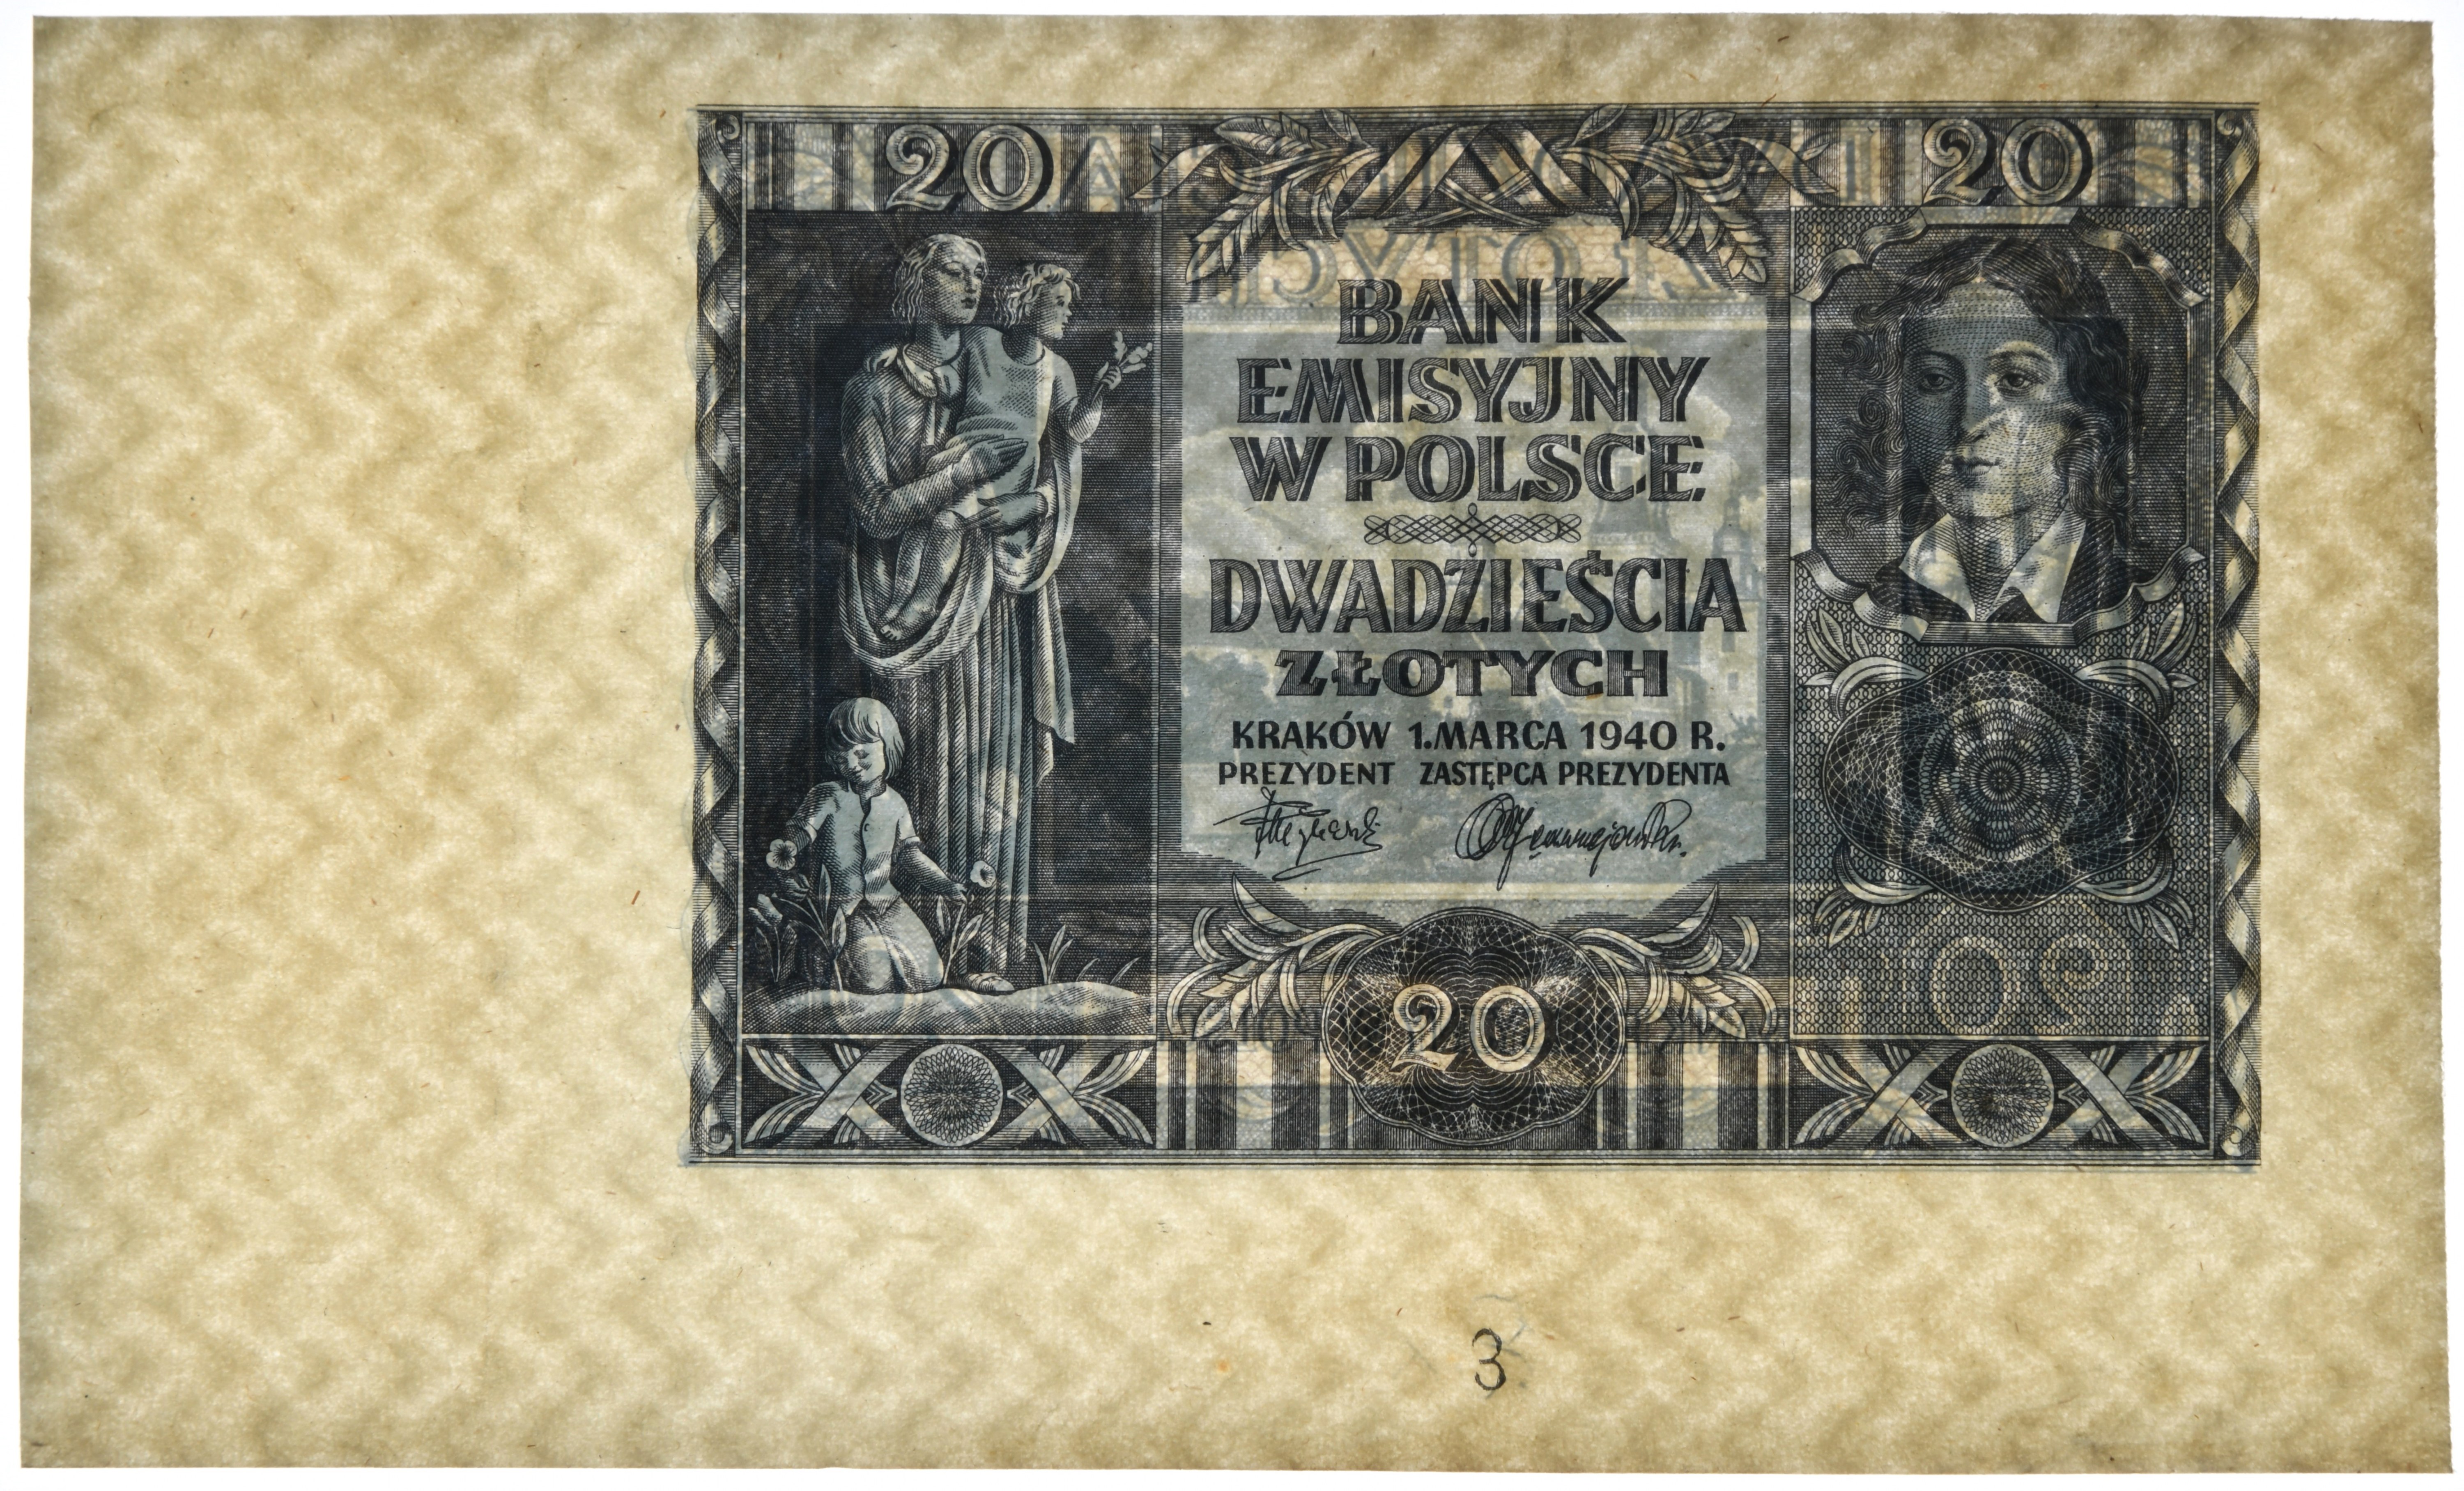 20
20
BANK
EMISYJNY
W POLSCE
DWADZIEŚCIA
ZŁOTYCH
KRAKÓW 1.MARCA 1940 R.
PREZYDENT ZASTĘPCA PREZYDENTA
20
3